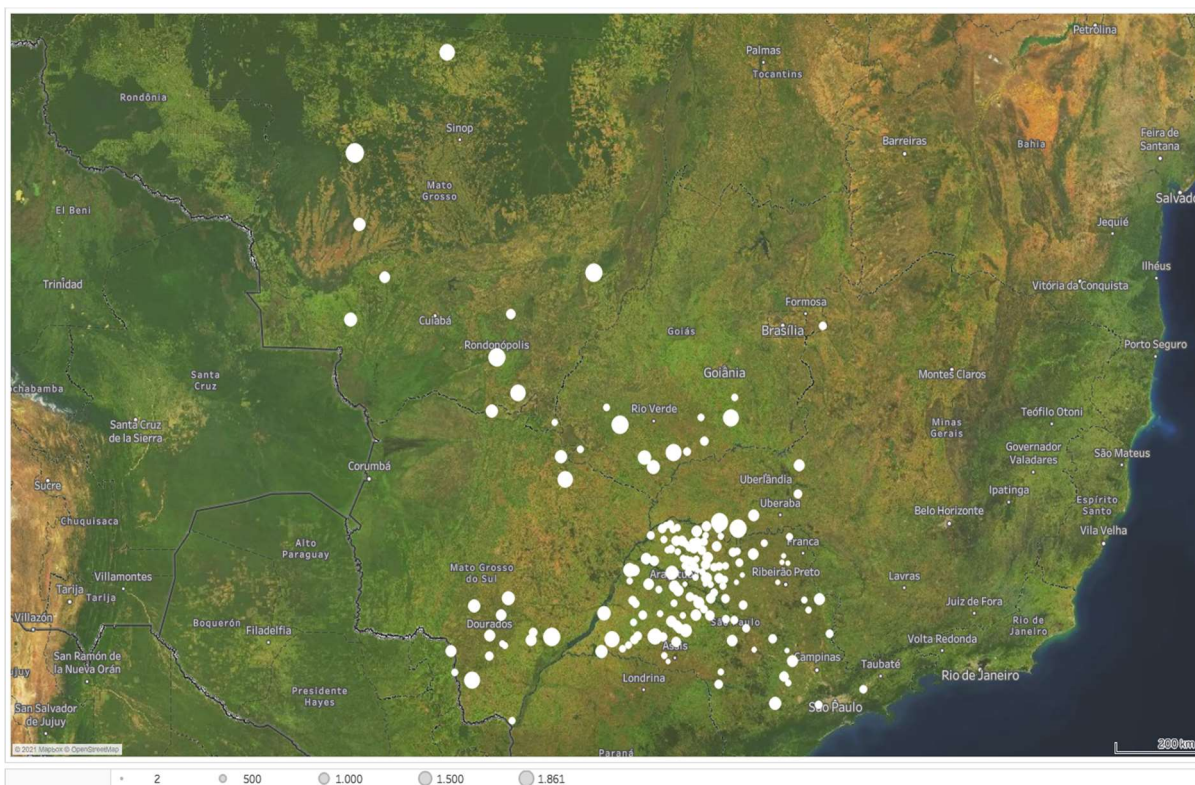 Petrolina
Palmas
Tocantins
Rondônia
Sinop
Barreiras
Bahia
Feira de
Santana
Mato
Grosso
Salvado
El Beni
Jequié
Ilhéus
Trinidad
Vitória da Conquista
Formosa
Cuiabá
Goiás
Brasília
Rondonópolis
Porto Seguro
Santa
Cruz
Goiânia
Montes Claros
chabamba
Rio Verde
Teófilo Otoni
Santa Cruz
de la Sierra
Minas
Gerais
Governador
Valadares
São Mateus
Corumbá
Uberlândia
Sucre
Ipatinga
Uberaba
Belo Horizonte
Espírito
Santo
Chuquisaca
Vila Velha
Alto
Paraguay
Franca
Mato Grosso
do Sul
Ribeirão Preto
Villamontes
Lavras
Tarija
Tarija
Juiz de Fora
Villazón
Boquerón
Filadelfia
Dourados
Rio de
Janeiro
Volta Redonda
Assis
San Ramón de
la Nueva Orán
Campinas
Taubaté
Londrina
Rio de Janeiro
Presidente
Hayes
San Salvador
de Jujuy
São Paulo
© 2021 Mapbox © OpenStreetMap
Paraná
200 km
2 500 1.000 1.500 1.861